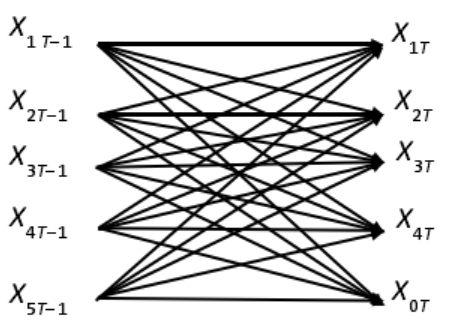 X1 T-1 X1T
X2T-1 X2T
X3T-1 X3T
X4T-1 X4T
X5T-1 X0T